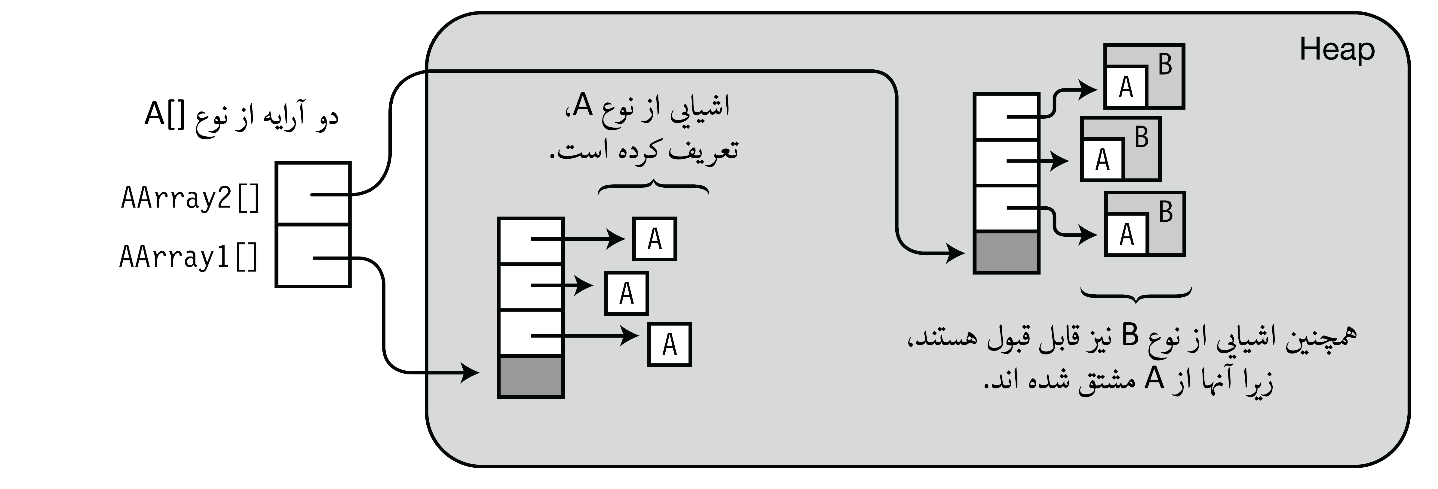 Heap
دو آرایه از نوع A[]
AArray2[]
AArray1[]
اشیایی از نوع A،
تعریف کرده است.
A
A
A
B
A
B
A
B
A
همچنین اشیایی از نوع B نیز قابل قبول هستند،
زیرا آنها از A مشتق شده اند.